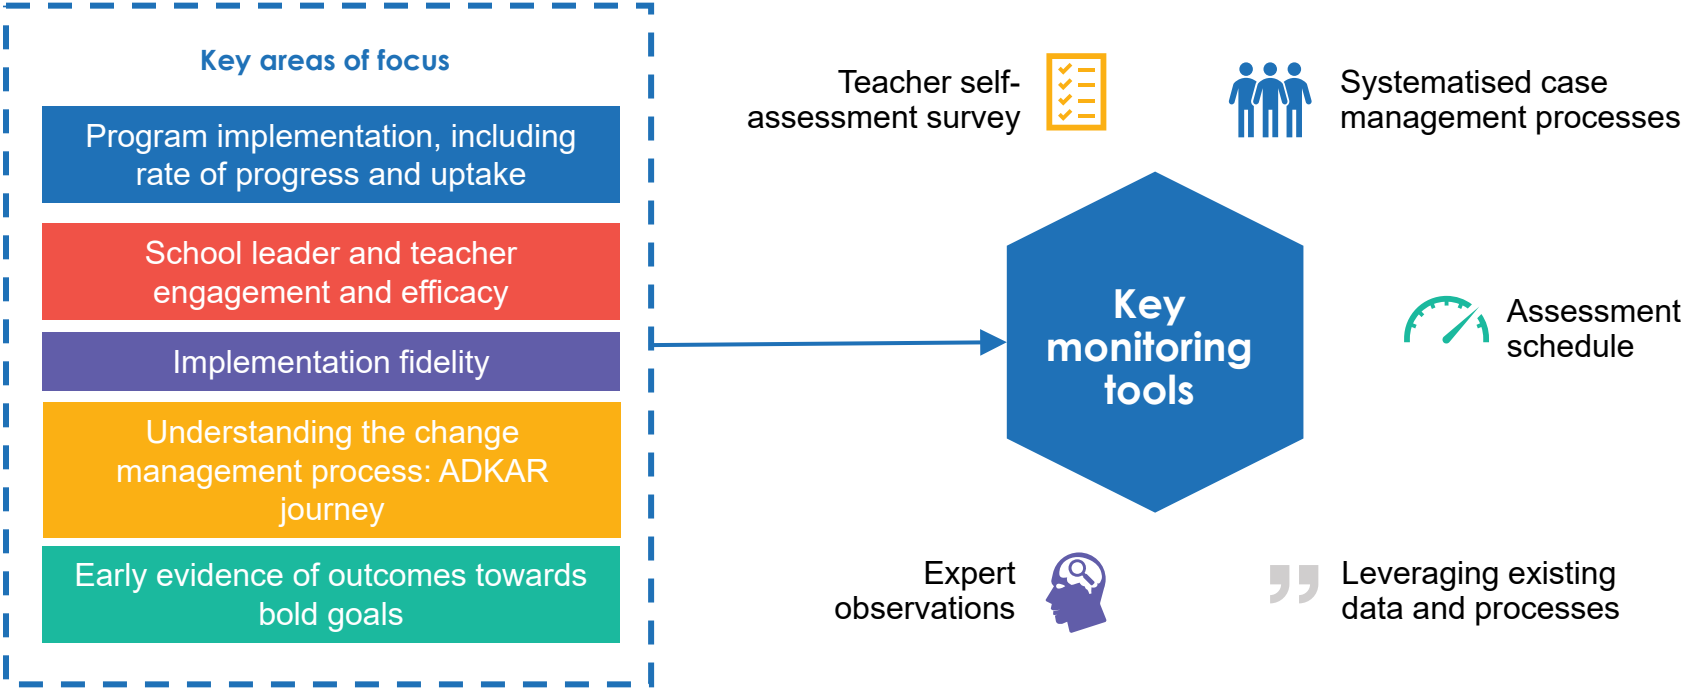 Key areas of focus
Program implementation, including
rate of progress and uptake
School leader and teacher
engagement and efficacy
Implementation fidelity
Understanding the change
management process: ADKAR
journey
Early evidence of outcomes towards
bold goals
Teacher self-
assessment survey
Systematised case
management processes
Key
monitoring
tools
Assessment
schedule
Expert
observations
Leveraging existing
data and processes